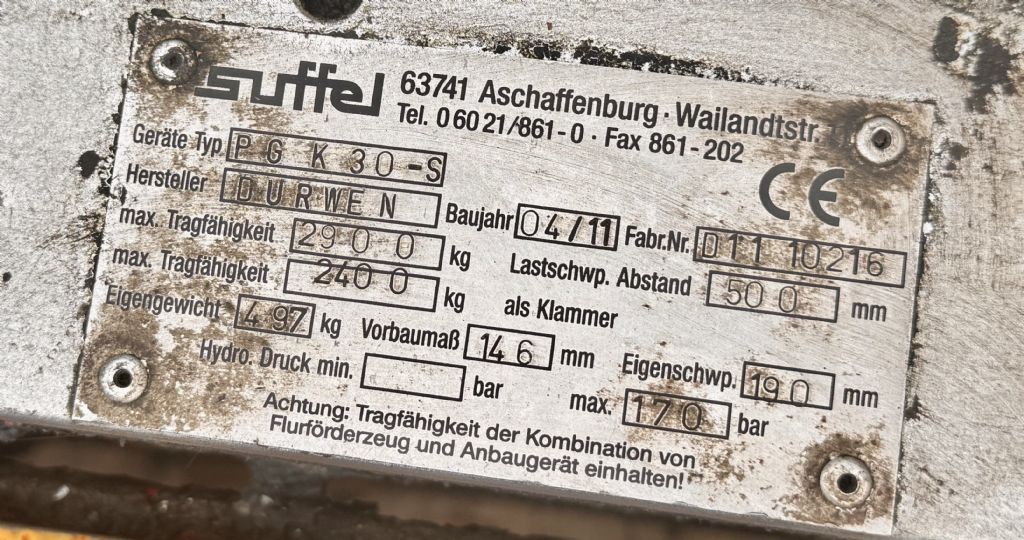 suffel 63741 Aschaffenburg · Wailandtstr.
Tel. 0 60 21/861-0 · Fax 861-202
Geräte Typ PG K 30-S
CE
Hersteller DURWEN Baujahr 04/11 Fabr.Nr. D11 10216
max. Tragfähigkeit 2900 kg Lastschwp. Abstand 500 mm
max. Tragfähigkeit 2400 kg als Klammer
Eigengewicht 497 kg Vorbaumaß 146 mm Eigenschwp. 190 mm
Hydro. Druck min. bar max. 170 bar
Achtung: Tragfähigkeit der Kombination von
Flurförderzeug und Anbaugerät einhalten!